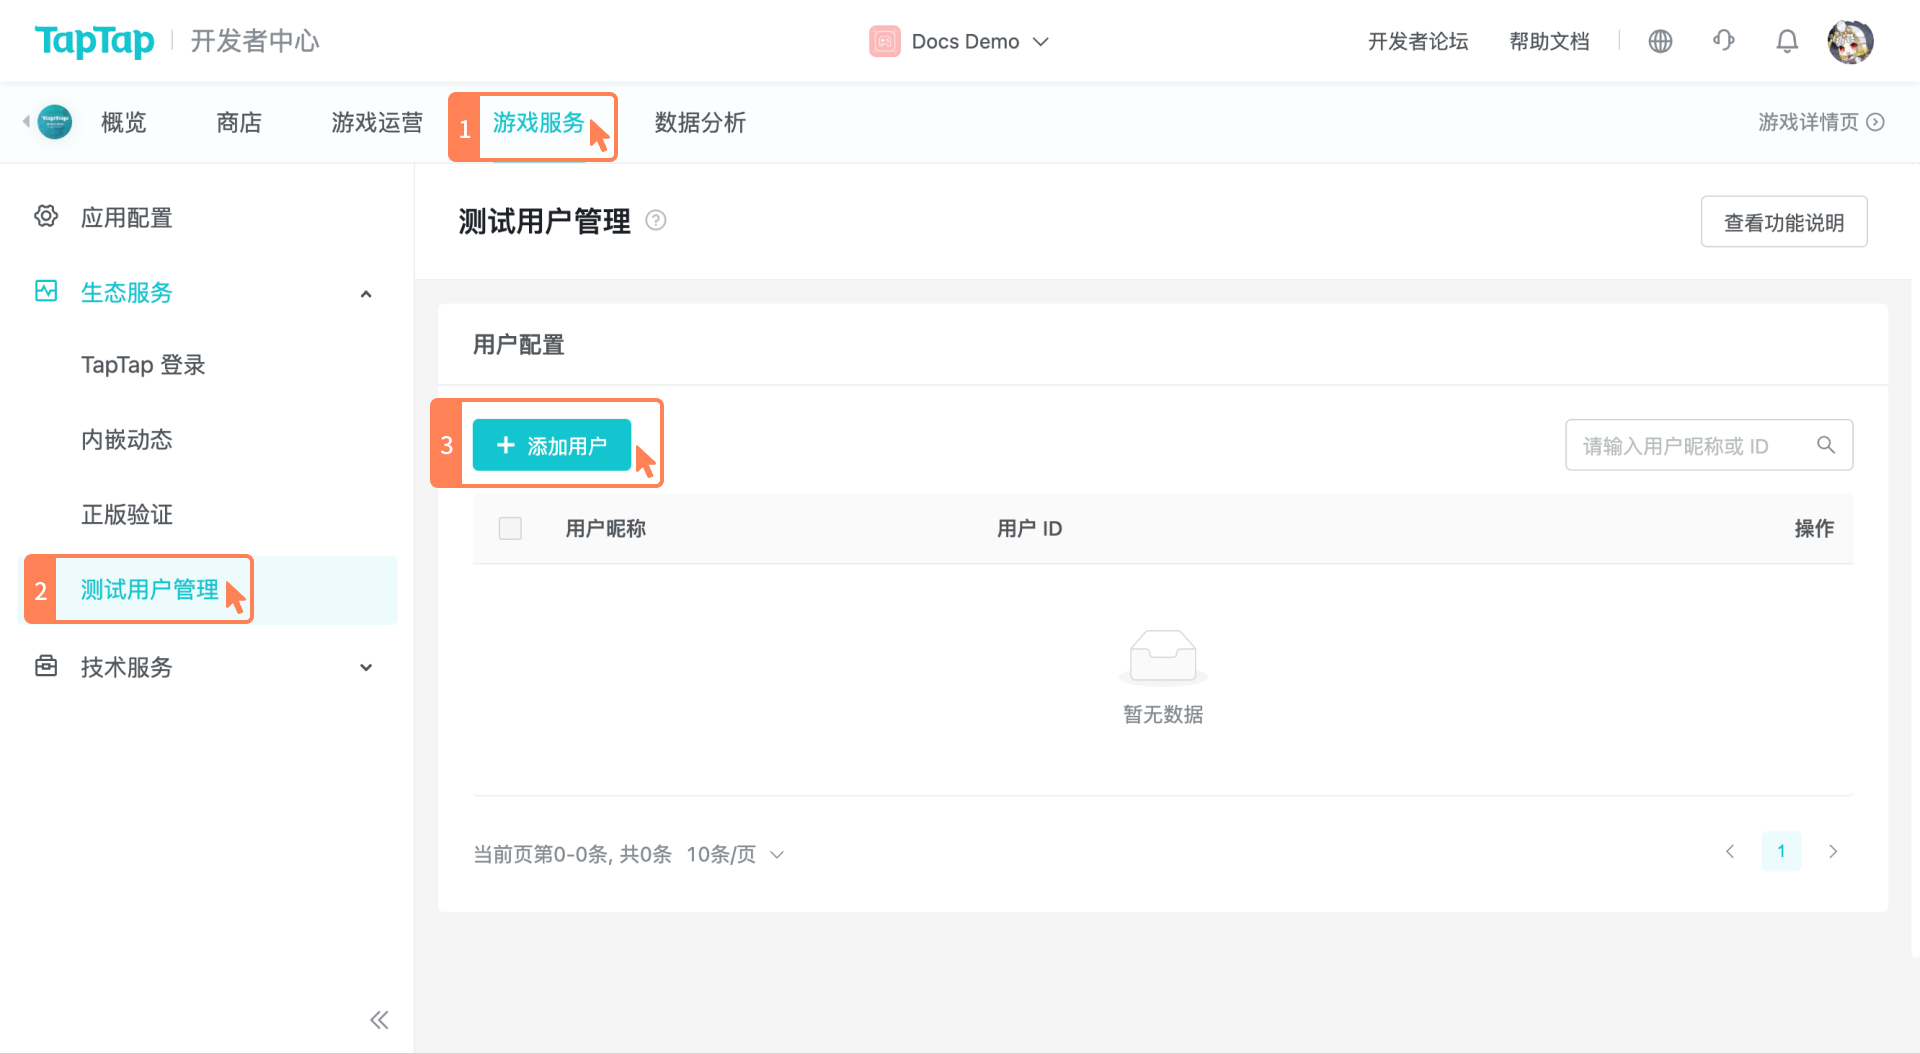 TapTap 开发者中心
Docs Demo
开发者论坛
帮助文档
概览
商店
游戏运营
1
游戏服务
数据分析
游戏详情页
应用配置
生态服务
TapTap 登录
内嵌动态
正版验证
2
测试用户管理
技术服务
测试用户管理
查看功能说明
用户配置
3
添加用户
请输入用户昵称或 ID
用户昵称
用户 ID
操作
暂无数据
当前页第0-0条, 共0条
10条/页
1